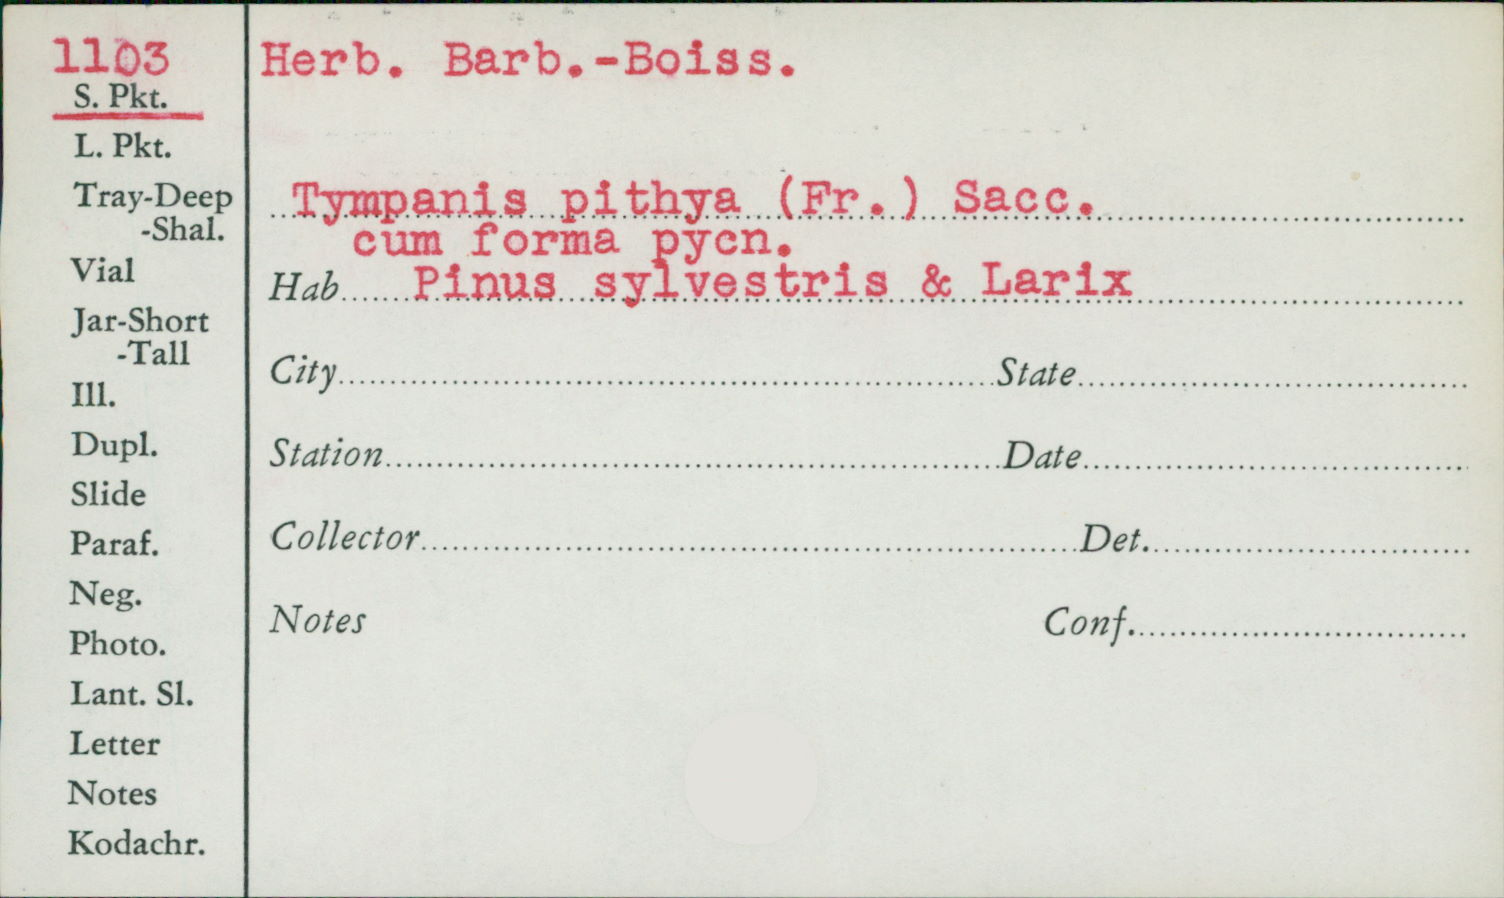 1103
S. Pkt.
L. Pkt.
Tray-Deep
-Shal.
Vial
Jar-Short
-Tall
Ill.
Dupl.
Slide
Paraf.
Neg.
Photo.
Lant. Sl.
Letter
Notes
Kodachr.
Herb. Barb.-Boiss.
Tympanis pithya (Fr.) Sacc.
cum forma pycn.
Hab Pinus sylvestris & Larix
City State
Station Date
Collector Det.
Notes Conf.